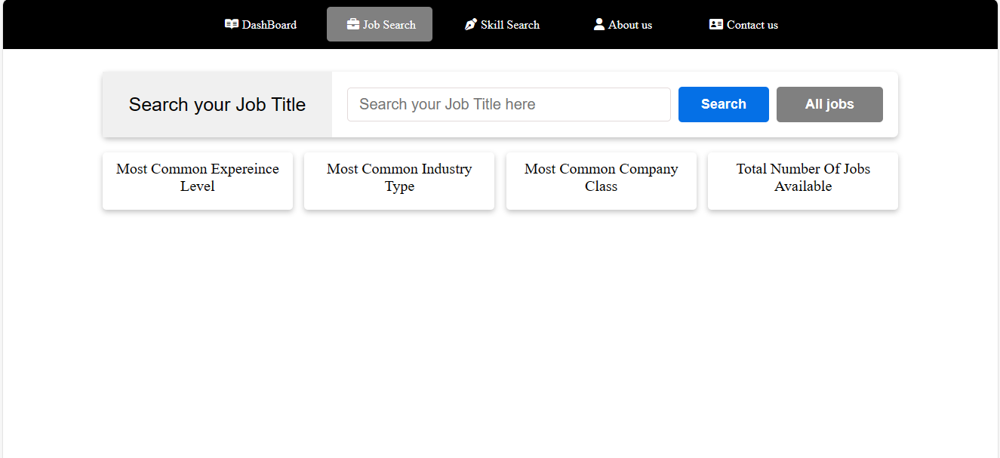 DashBoard Job Search Skill Search About us Contact us
Search your Job Title Search your Job Title here Search All jobs
Most Common Expereince
Level
Most Common Industry
Type
Most Common Company
Class
Total Number Of Jobs
Available